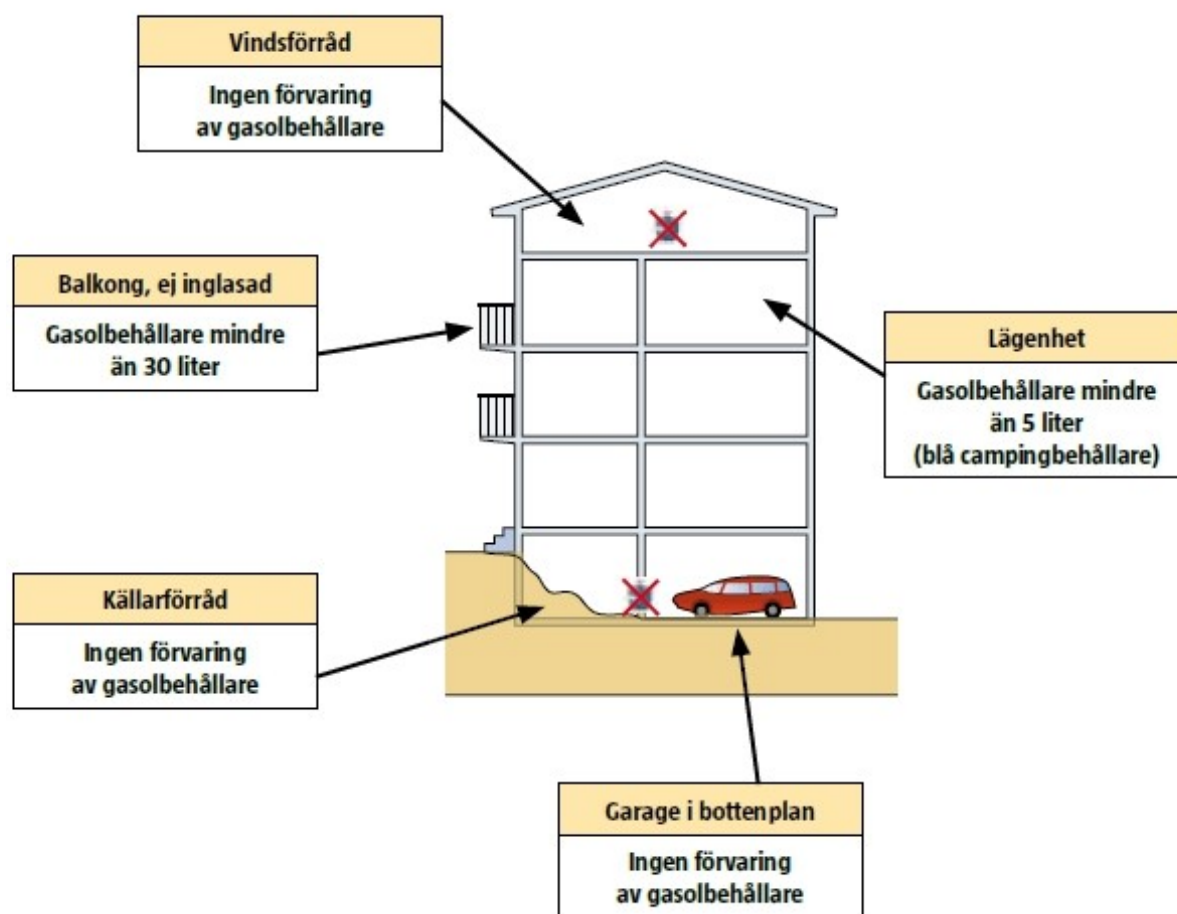 Vindsförråd
Ingen förvaring
av gasolbehållare
Balkong, ej inglasad
Gasolbehållare mindre
än 30 liter
Lägenhet
Gasolbehållare mindre
än 5 liter
(blå campingbehållare)
Källarförråd
Ingen förvaring
av gasolbehållare
Garage i bottenplan
Ingen förvaring
av gasolbehållare